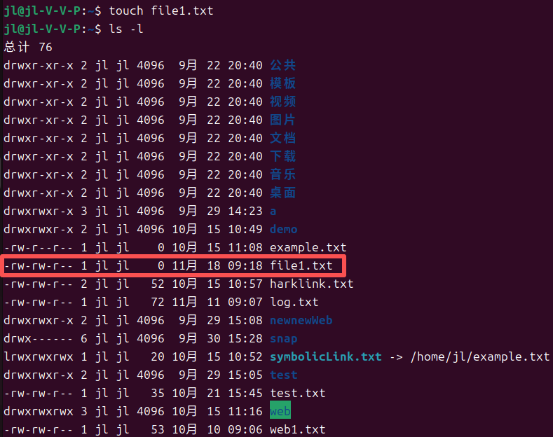 jl@jl-V-V-P:~$ touch file1.txt
jl@jl-V-V-P:~$ ls -l
总计 76
drwxr-xr-x 2 jl jl 4096  9月 22 20:40 公共
drwxr-xr-x 2 jl jl 4096  9月 22 20:40 模板
drwxr-xr-x 2 jl jl 4096  9月 22 20:40 视频
drwxr-xr-x 2 jl jl 4096  9月 22 20:40 图片
drwxr-xr-x 2 jl jl 4096  9月 22 20:40 文档
drwxr-xr-x 2 jl jl 4096  9月 22 20:40 下载
drwxr-xr-x 2 jl jl 4096  9月 22 20:40 音乐
drwxr-xr-x 2 jl jl 4096  9月 22 20:40 桌面
drwxrwxr-x 3 jl jl 4096  9月 29 14:23 a
drwxrwxr-x 2 jl jl 4096 10月 15 10:49 demo
-rw-r--r-- 1 jl jl    0 10月 15 11:08 example.txt
-rw-rw-r-- 1 jl jl    0 11月 18 09:18 file1.txt
-rw-rw-r-- 2 jl jl   52 10月 15 10:57 harklink.txt
-rw-rw-r-- 1 jl jl   72 11月 11 09:07 log.txt
drwxrwxr-x 2 jl jl 4096  9月 29 15:08 newnewWeb
drwx------ 6 jl jl 4096  9月 30 15:28 snap
lrwxrwxrwx 1 jl jl   20 10月 15 10:52 symbolicLink.txt -> /home/jl/example.txt
drwxrwxr-x 2 jl jl 4096  9月 29 15:05 test
-rw-rw-r-- 1 jl jl   35 10月 21 15:45 test.txt
drwxrwxrwx 3 jl jl 4096 10月 15 11:16 web
-rw-rw-r-- 1 jl jl   53 10月 10 09:06 web1.txt